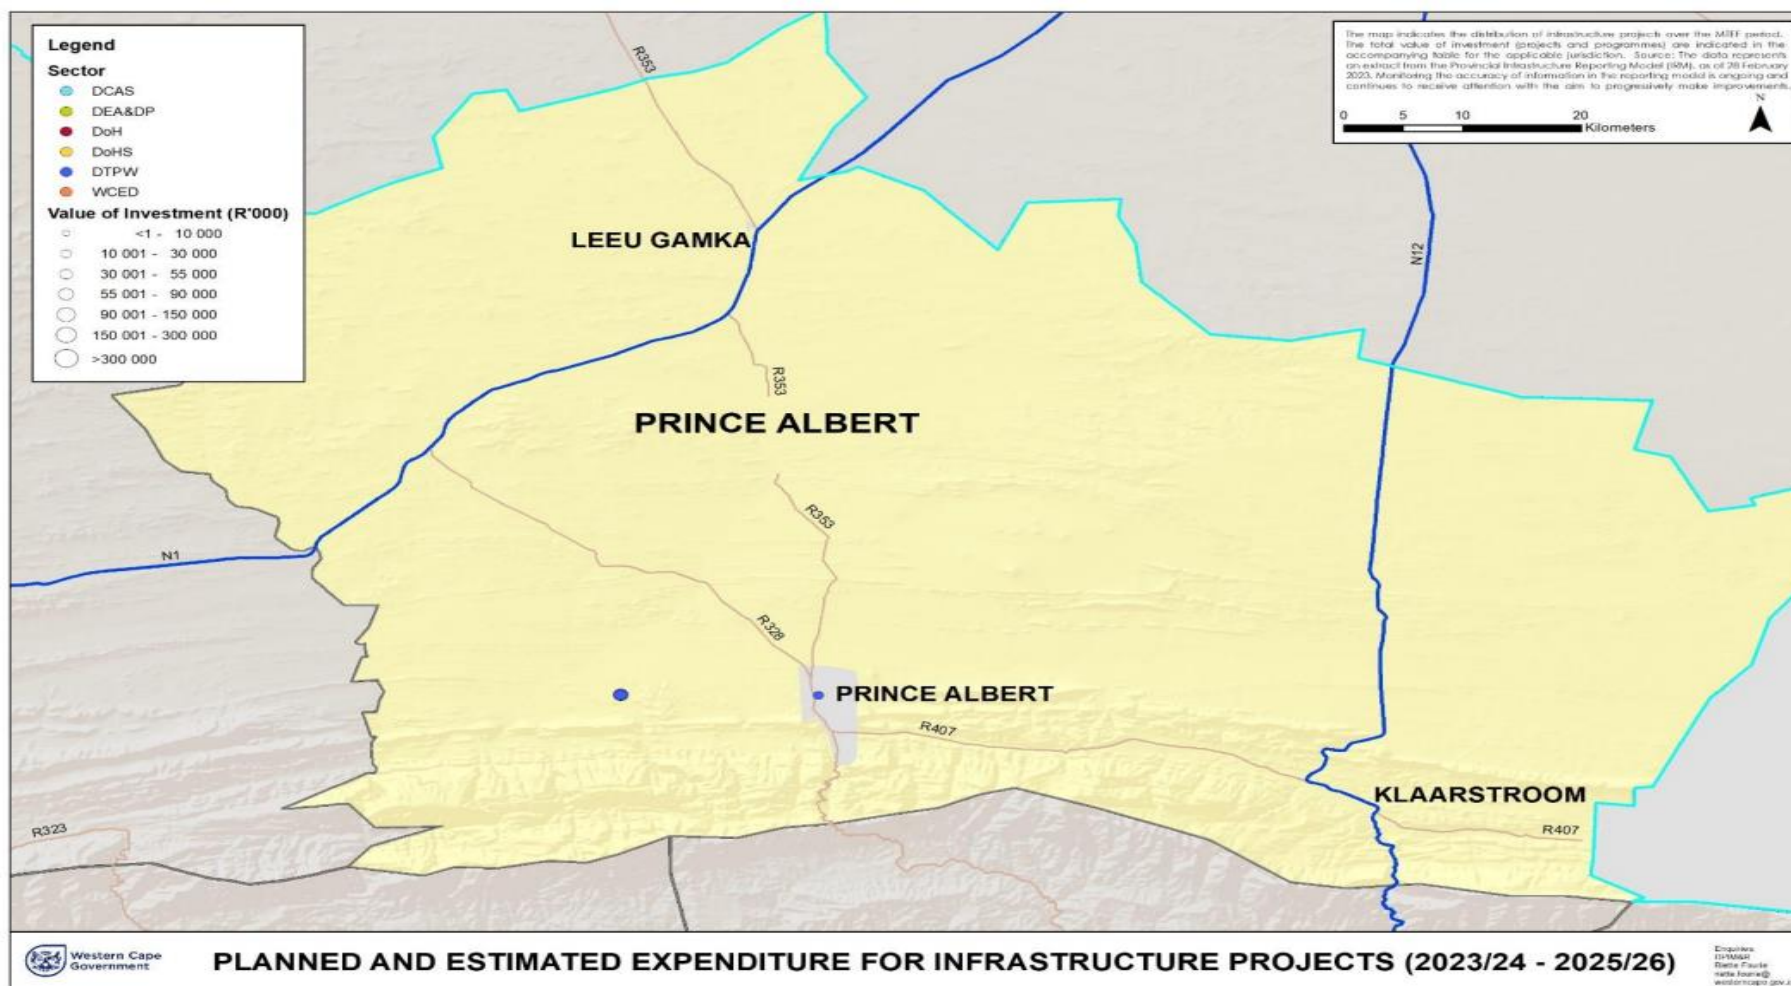 Legend
Sector
DCAS
DEA&DP
DoH
DoHS
DTPW
WCED
Value of Investment (R'000)
<1 - 10 000
10 001 - 30 000
30 001 - 55 000
55 001 - 90 000
90 001 - 150 000
150 001 - 300 000
>300 000
The map indicates the distribution of infrastructure projects over the MTEF period.
The total value of investment (projects and programmes) are indicated in the
accompanying table for the applicable jurisdiction. Source: The data represents
an extract from the Provincial Infrastructure Reporting Model (IRM), as of 28 February
2023. Monitoring the accuracy of information in the reporting model is ongoing and
continues to receive attention with the aim to progressively make improvements.
N
0 5 10 20
Kilometers
R353
LEEU GAMKA
N12
R353
PRINCE ALBERT
R353
N1
R328
PRINCE ALBERT
R407
KLAARSTROOM
R407
R323
Western Cape
Government
PLANNED AND ESTIMATED EXPENDITURE FOR INFRASTRUCTURE PROJECTS (2023/24 - 2025/26)
Enquiries: